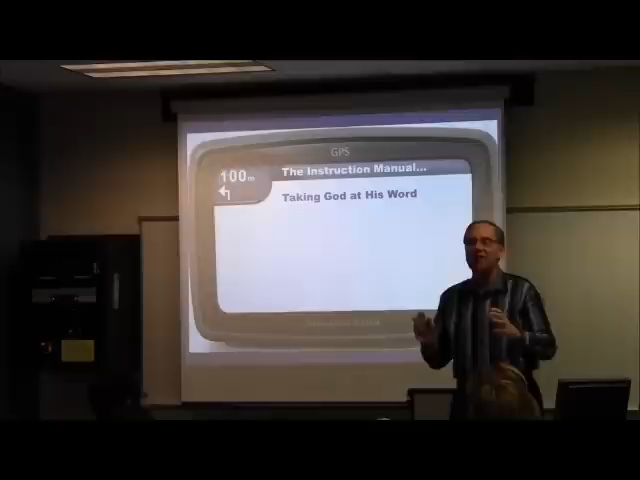 GPS
100m
The Instruction Manual...
Taking God at His Word